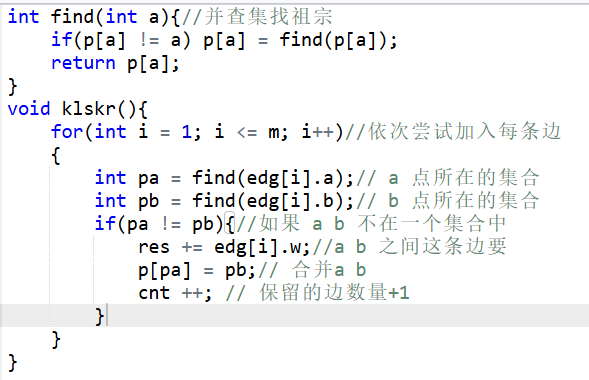 int find(int a){//并查集找祖宗
    if(p[a] != a) p[a] = find(p[a]);
    return p[a];
}
void klskr(){
    for(int i = 1; i <= m; i++)//依次尝试加入每条边
    {
        int pa = find(edg[i].a);// a 点所在的集合
        int pb = find(edg[i].b);// b 点所在的集合
        if(pa != pb){//如果 a b 不在一个集合中
            res += edg[i].w;//a b 之间这条边要
            p[pa] = pb;// 合并a b
            cnt ++; // 保留的边数量+1
        }
    }
}